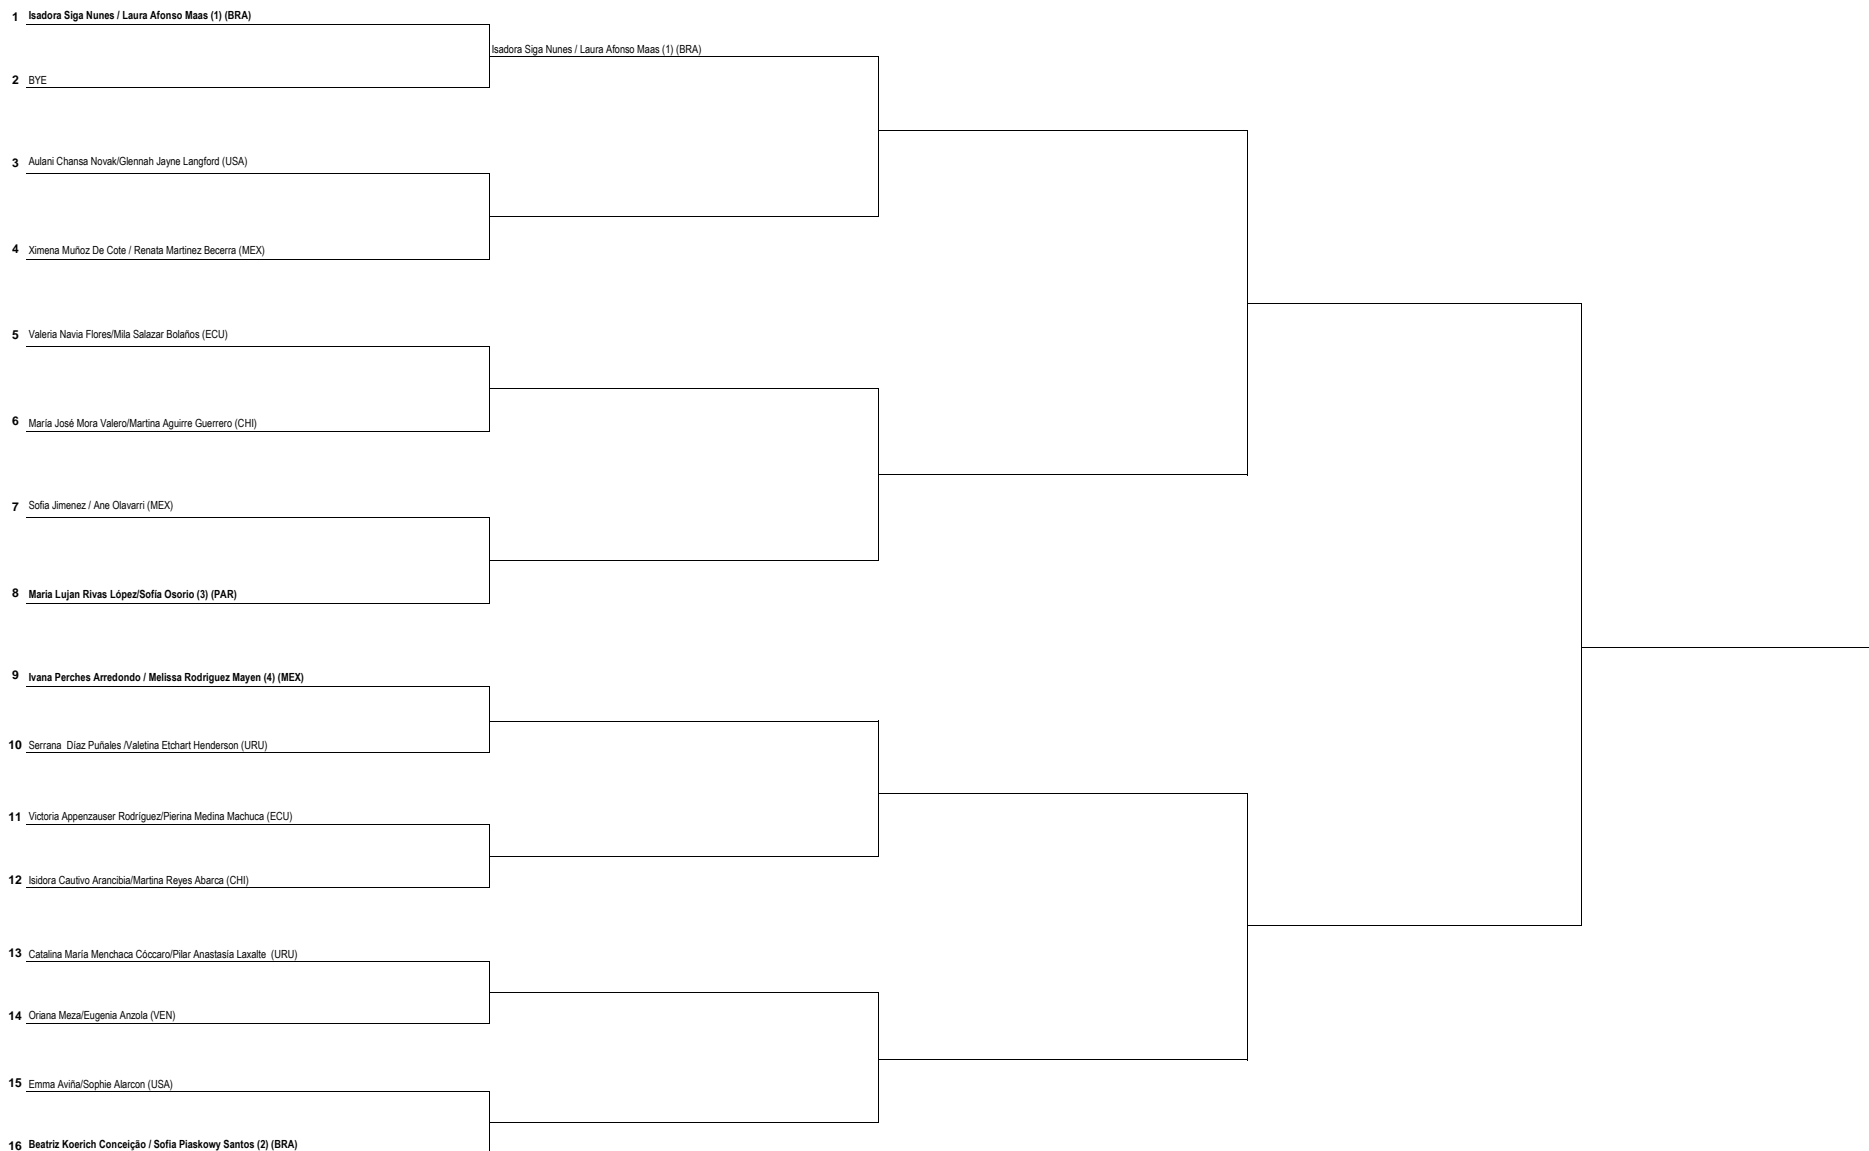 1 Isadora Siga Nunes / Laura Afonso Maas (1) (BRA)
Isadora Siga Nunes / Laura Afonso Maas (1) (BRA)
2 BYE
3 Aulani Chansa Novak/Glennah Jayne Langford (USA)
4 Ximena Muñoz De Cote / Renata Martinez Becerra (MEX)
5 Valeria Navia Flores/Mila Salazar Bolaños (ECU)
6 María José Mora Valero/Martina Aguirre Guerrero (CHI)
7 Sofia Jimenez / Ane Olavarri (MEX)
8 Maria Lujan Rivas López/Sofía Osorio (3) (PAR)
9 Ivana Perches Arredondo / Melissa Rodriguez Mayen (4) (MEX)
10 Serrana Díaz Puñales /Valetina Etchart Henderson (URU)
11 Victoria Appenzauser Rodríguez/Pierina Medina Machuca (ECU)
12 Isidora Cautivo Arancibia/Martina Reyes Abarca (CHI)
13 Catalina María Menchaca Cóccaro/Pilar Anastasía Laxalte (URU)
14 Oriana Meza/Eugenia Anzola (VEN)
15 Emma Aviña/Sophie Alarcon (USA)
16 Beatriz Koerich Conceição / Sofia Piaskowy Santos (2) (BRA)